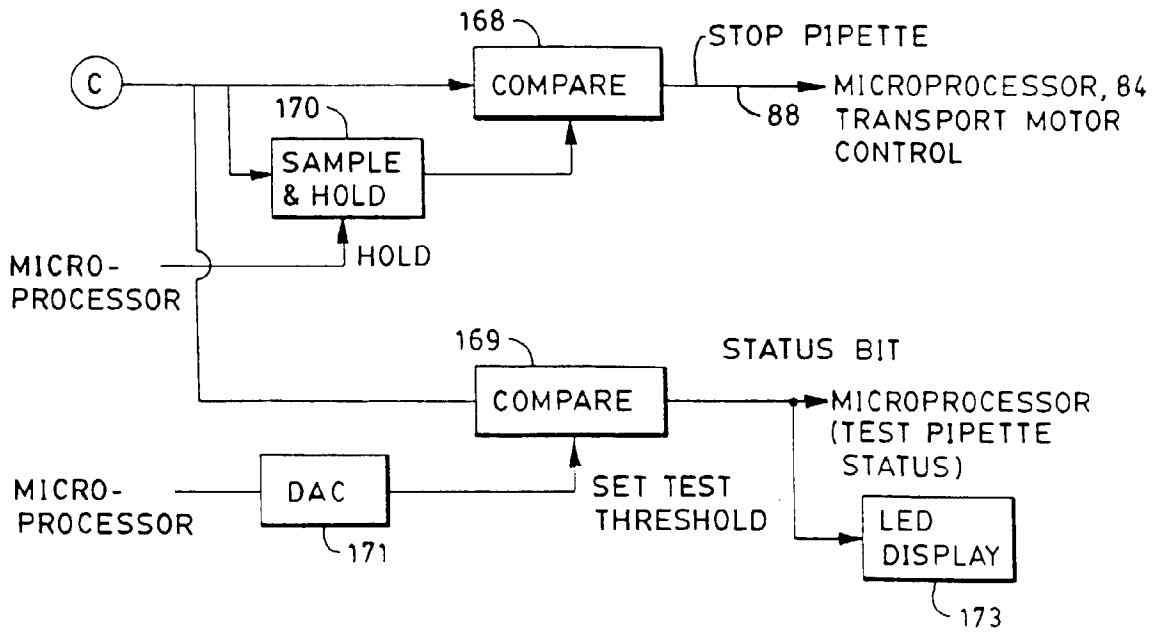 168
STOP PIPETTE
C
COMPARE
MICROPROCESSOR, 84
TRANSPORT MOTOR
CONTROL
88
170
SAMPLE
& HOLD
HOLD
MICRO-
PROCESSOR
169
STATUS BIT
COMPARE
MICROPROCESSOR
(TEST PIPETTE
STATUS)
MICRO-
PROCESSOR
DAC
171
SET TEST
THRESHOLD
LED
DISPLAY
173